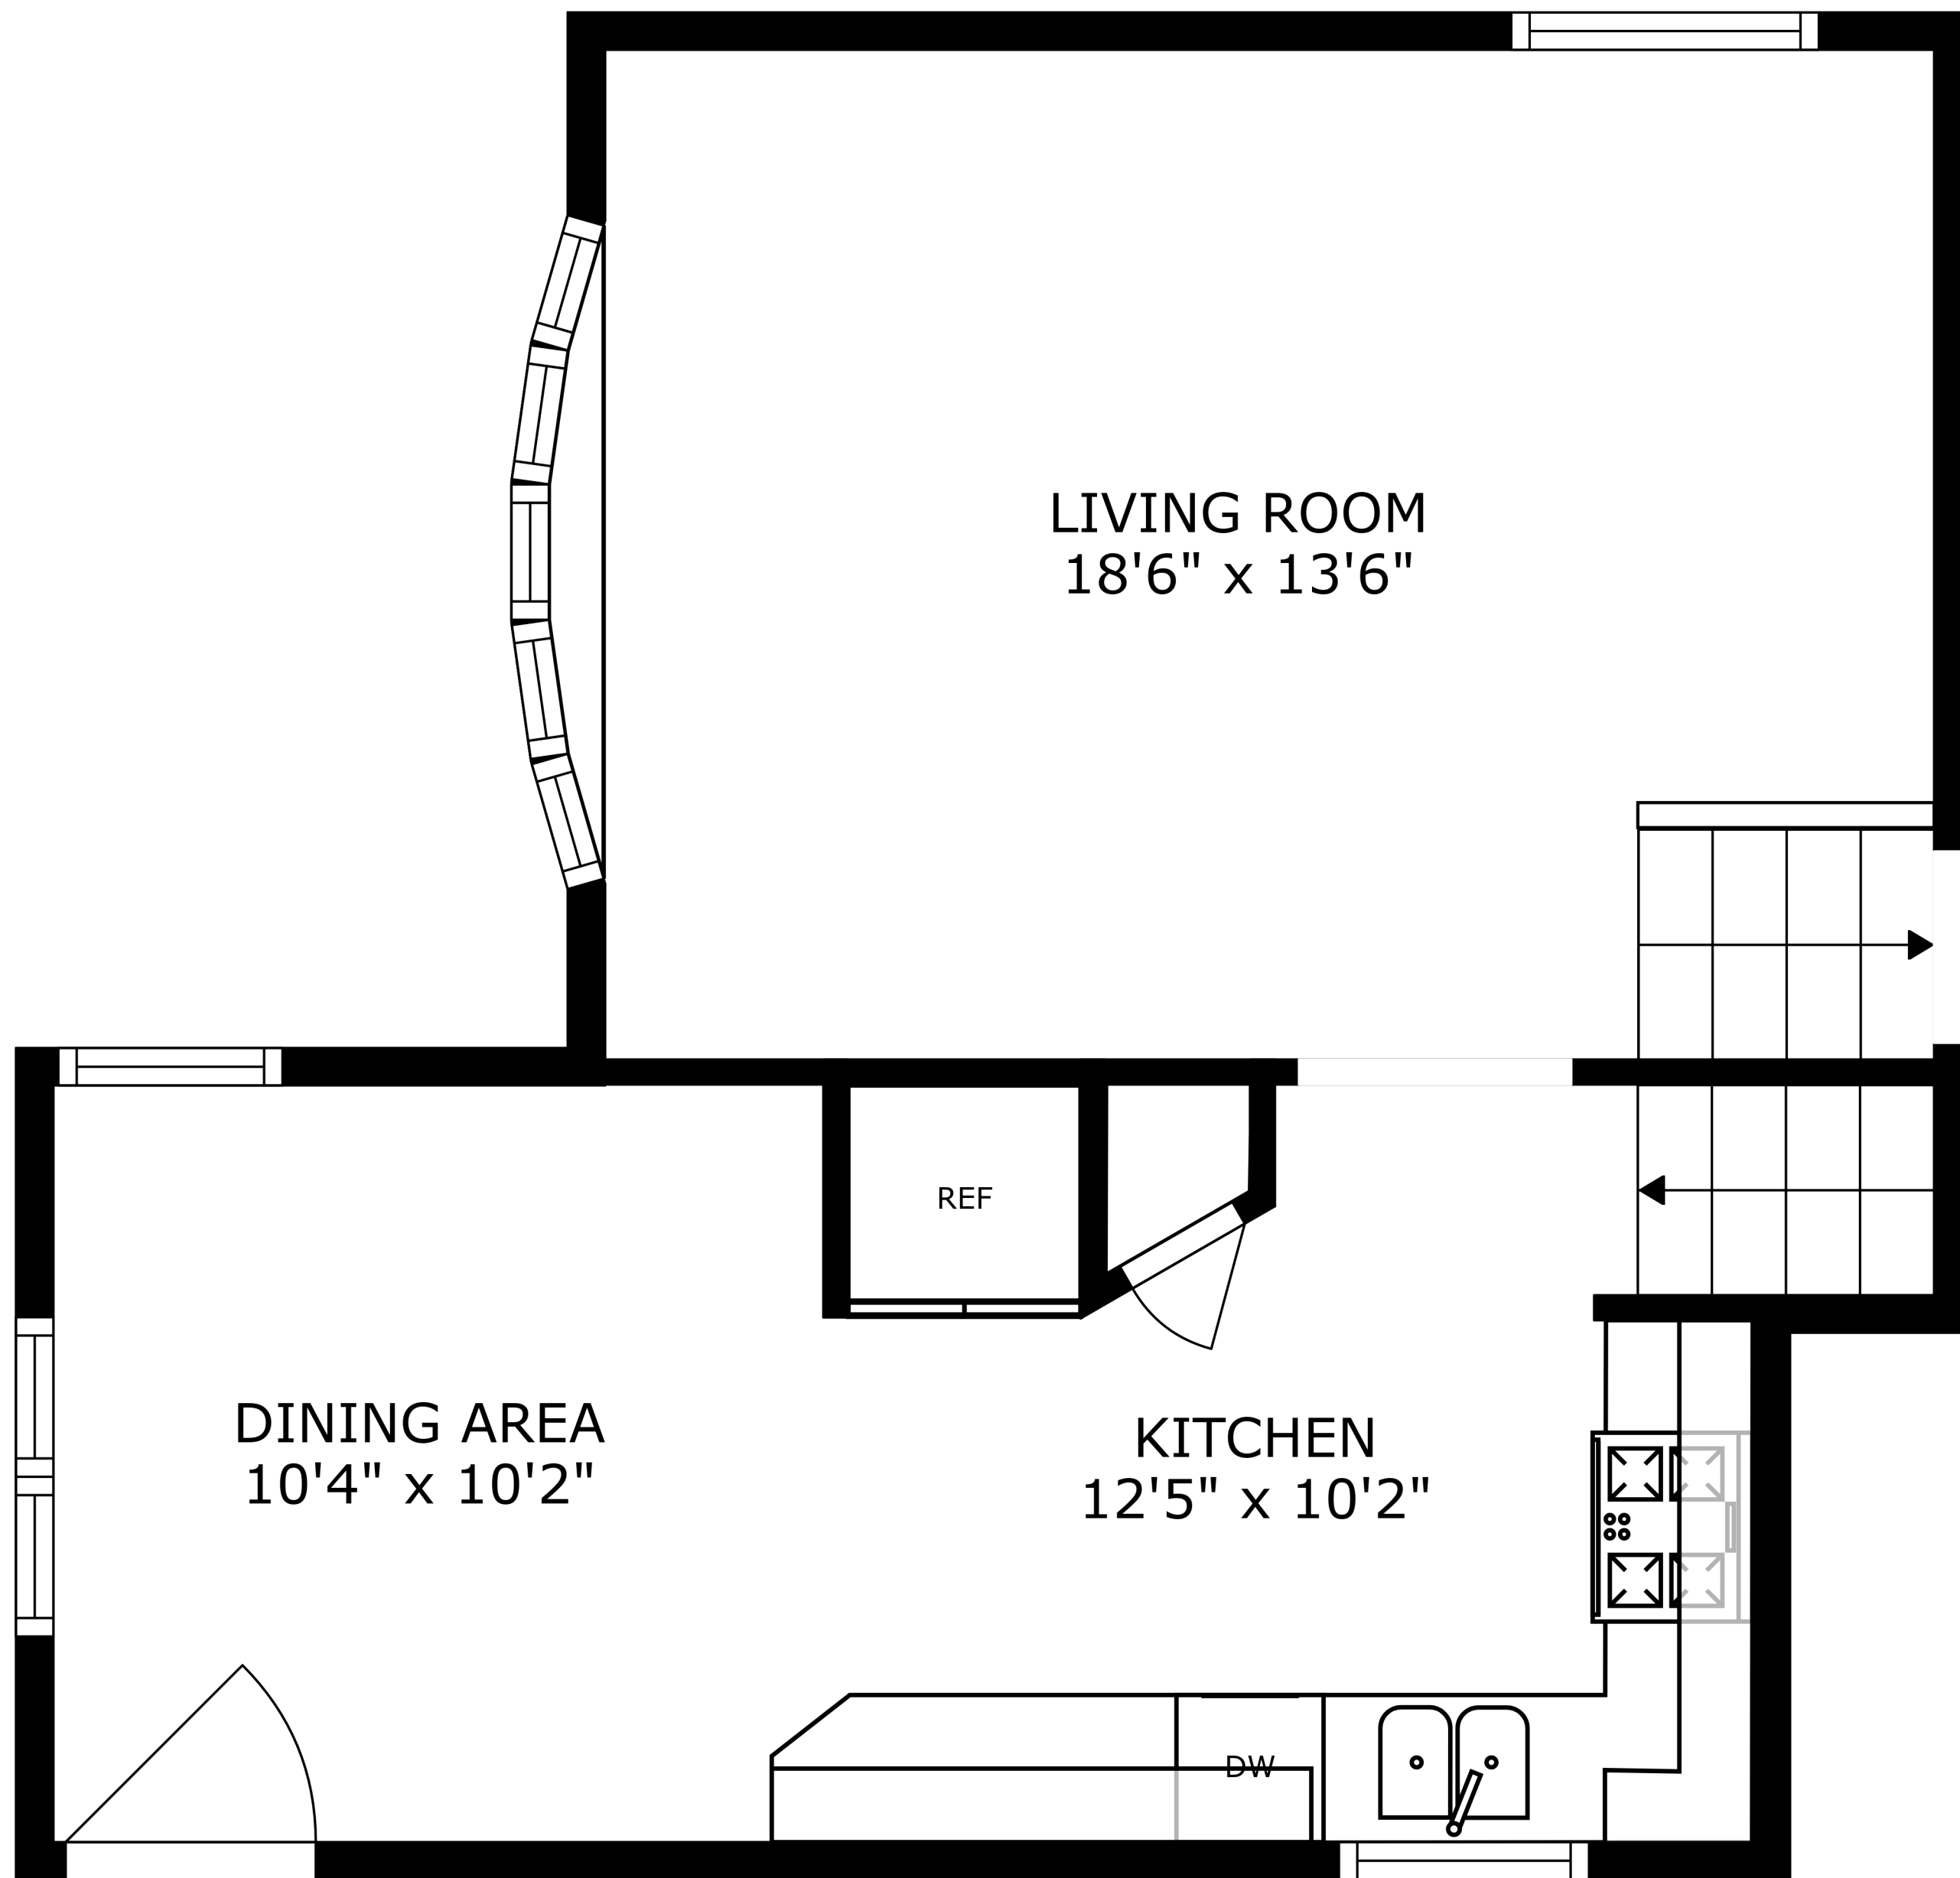 LIVING ROOM
18'6" x 13'6"
REF
DINING AREA
10'4" x 10'2"
KITCHEN
12'5" x 10'2"
DW